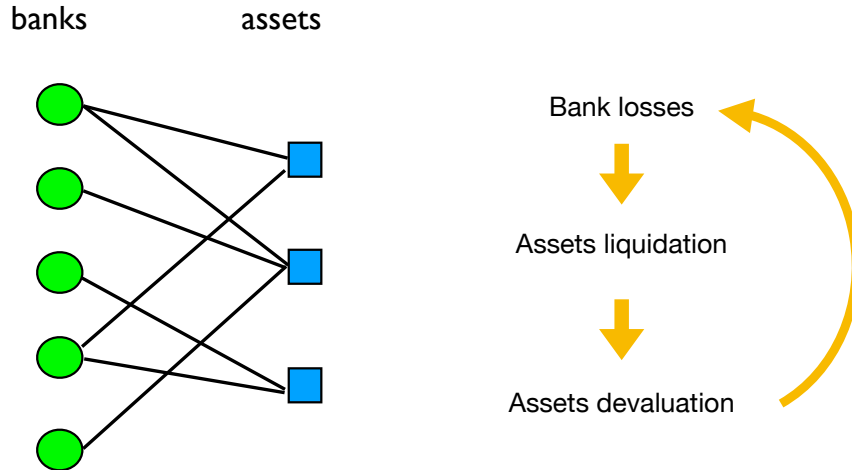 banks
assets
Bank losses
Assets liquidation
Assets devaluation